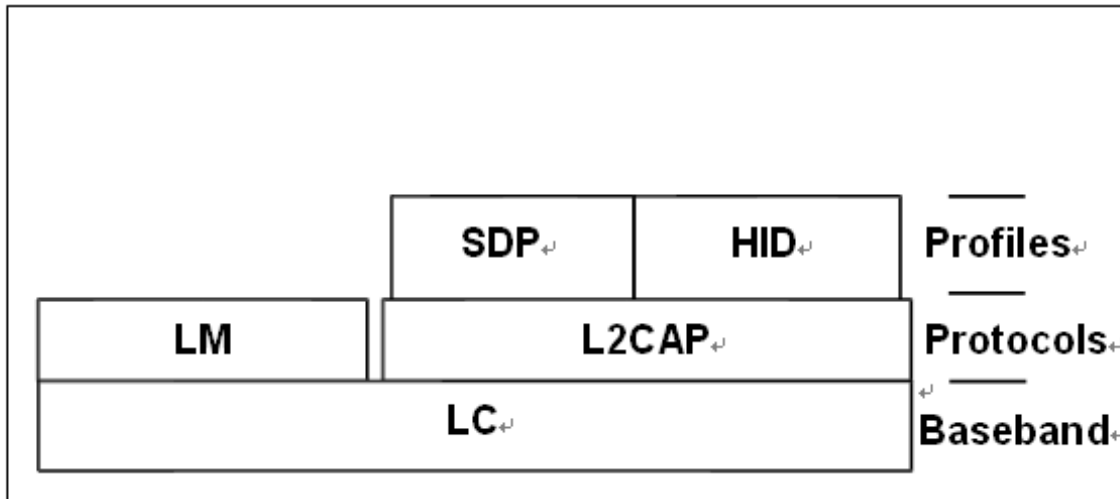 SDP↵ HID↵ Profiles↵
LM L2CAP↵ Protocols↵
↵
LC↵ Baseband↵